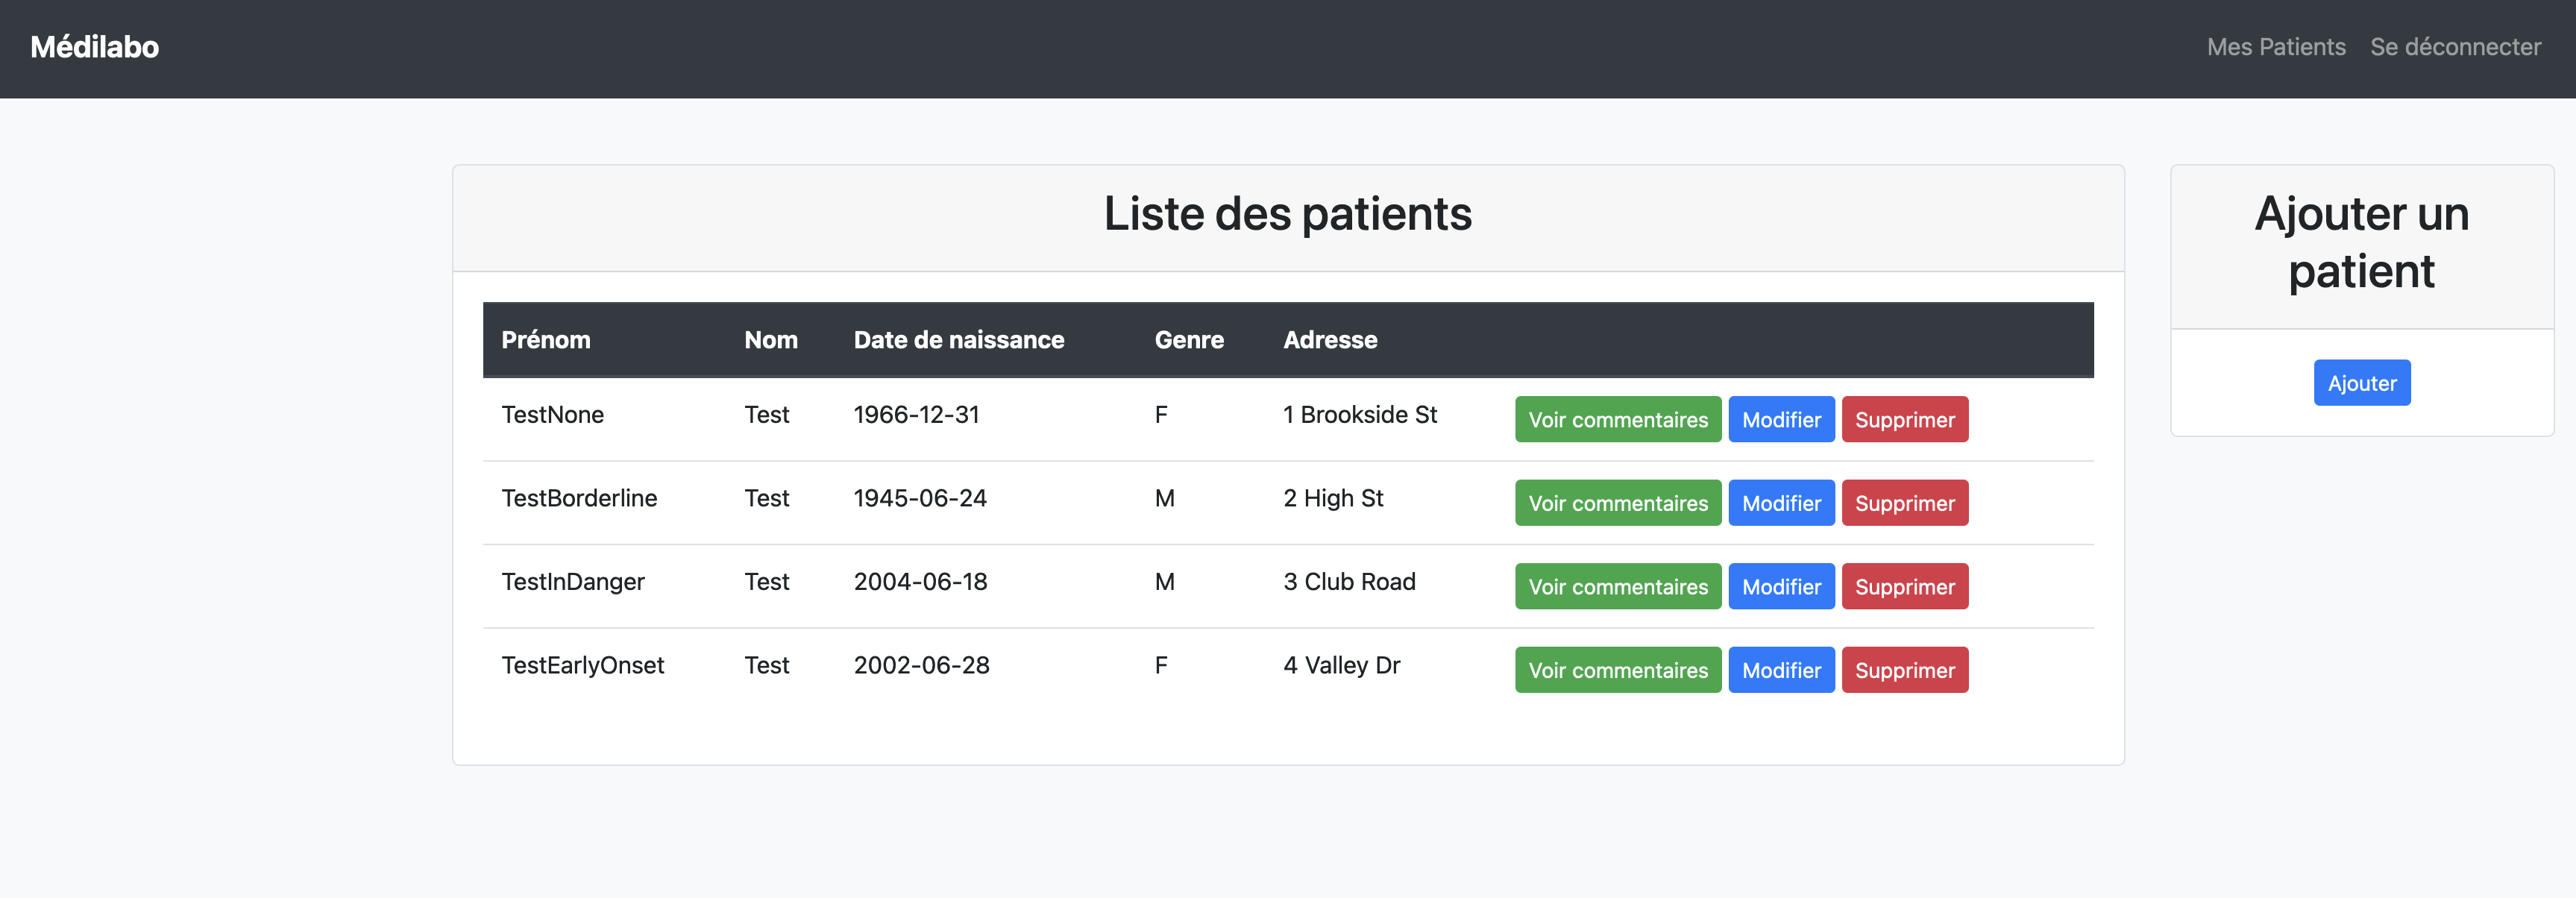 Médilabo
Mes Patients Se déconnecter
Liste des patients
Prénom Nom Date de naissance Genre Adresse
TestNone Test 1966-12-31 F 1 Brookside St Voir commentaires Modifier Supprimer
TestBorderline Test 1945-06-24 M 2 High St Voir commentaires Modifier Supprimer
TestInDanger Test 2004-06-18 M 3 Club Road Voir commentaires Modifier Supprimer
TestEarlyOnset Test 2002-06-28 F 4 Valley Dr Voir commentaires Modifier Supprimer
Ajouter un
patient
Ajouter